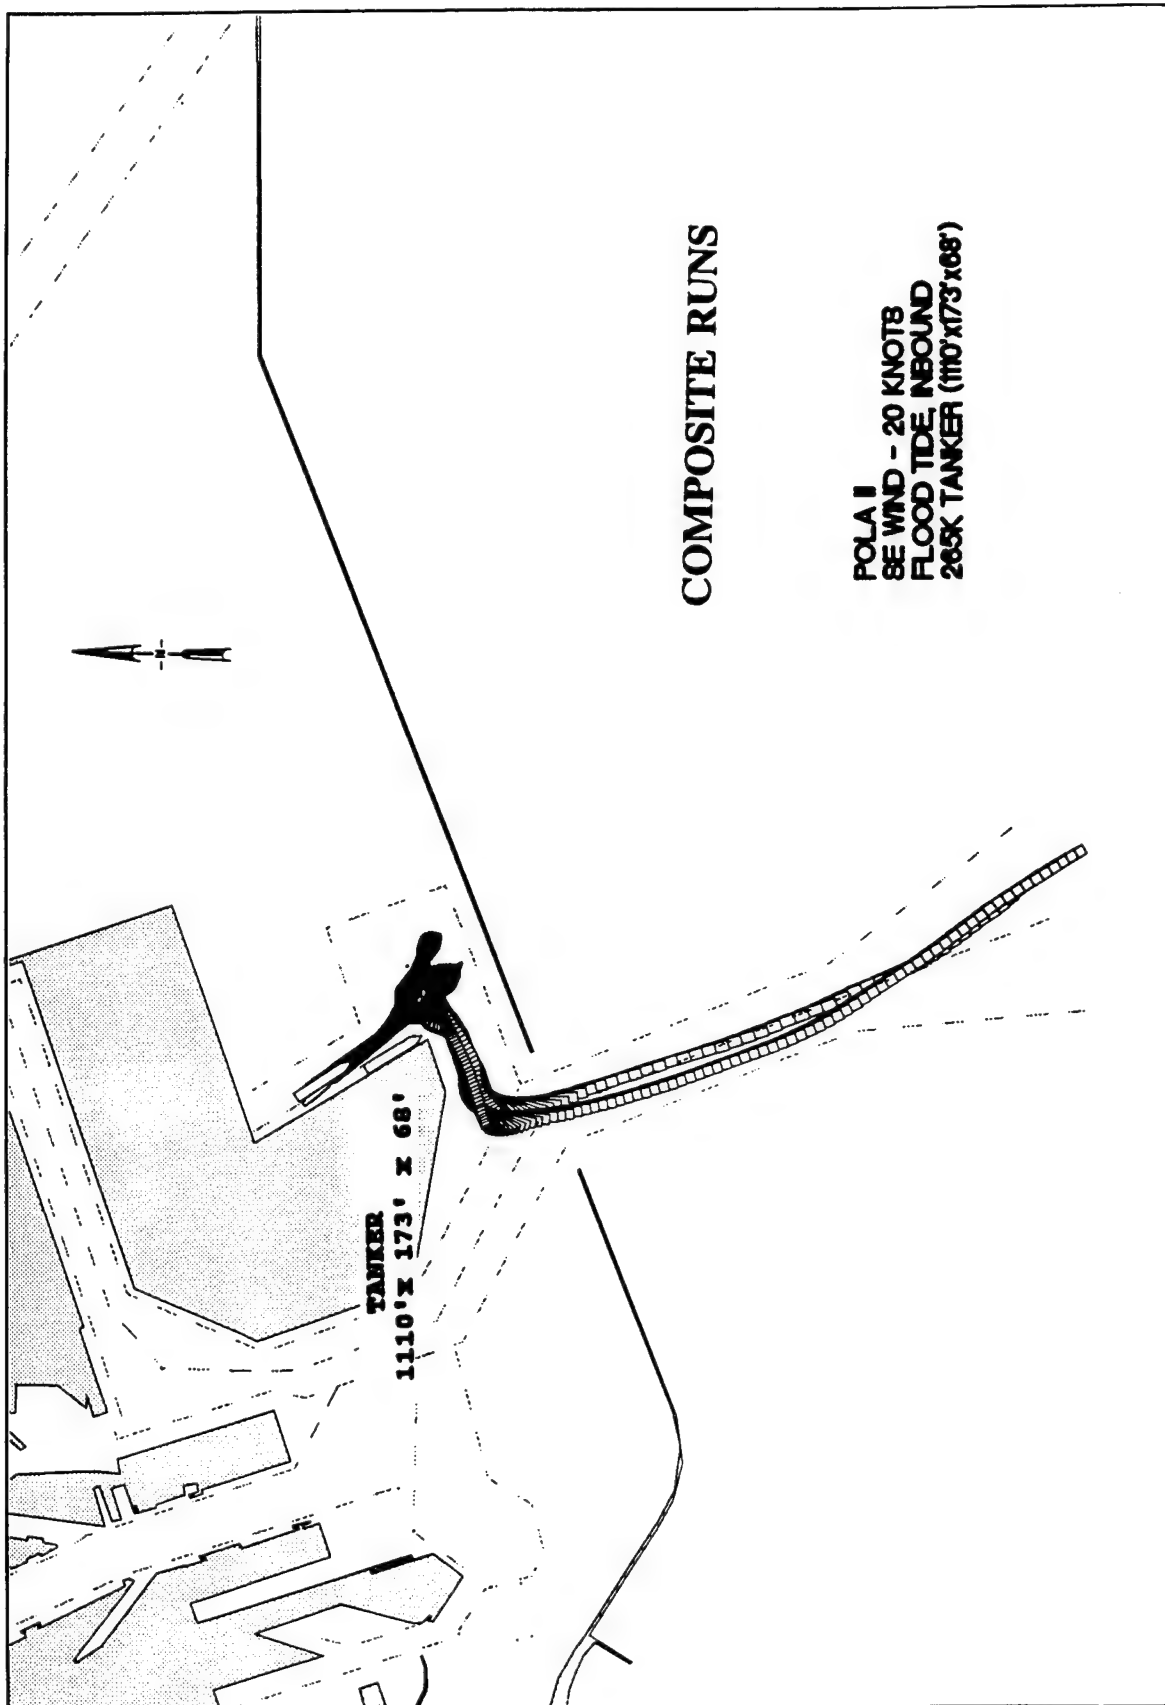 N
COMPOSITE RUNS
POLA II
SE WIND - 20 KNOTS
FLOOD TIDE, INBOUND
265K TANKER (1110'x173'x68')
TANKER
1110'x 173' x 68'